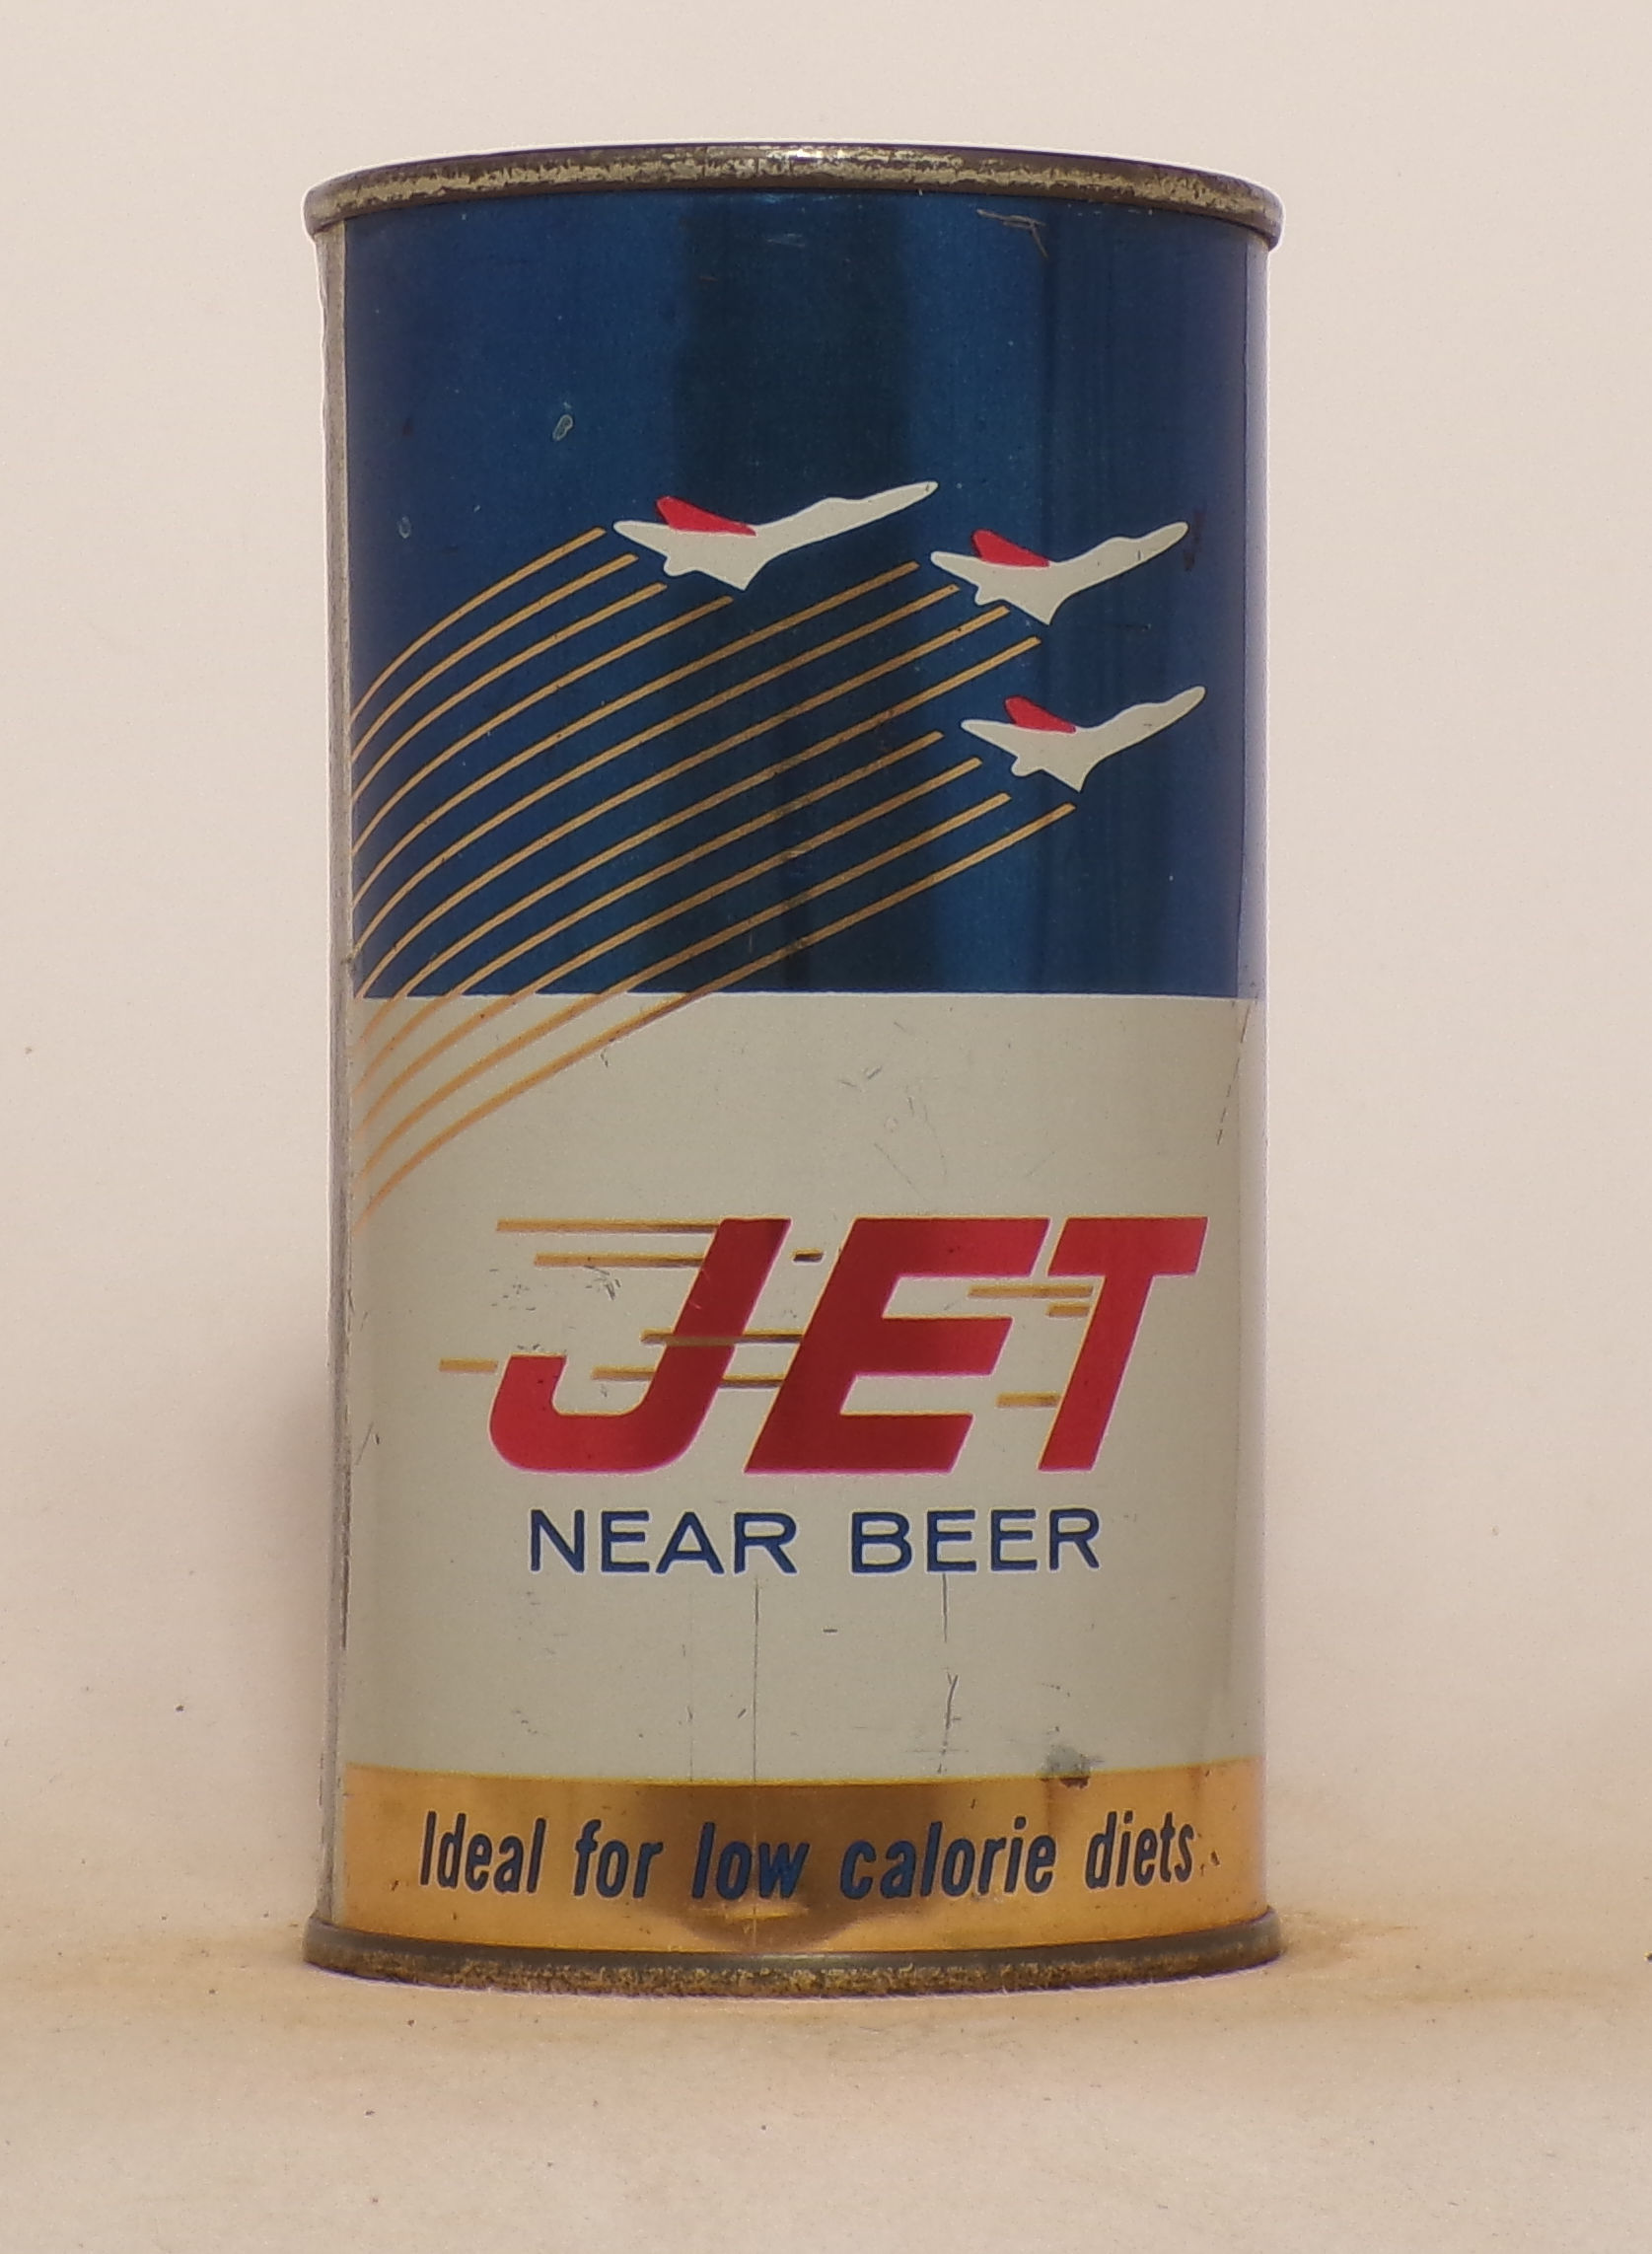 JET
NEAR BEER
Ideal for low calorie diets